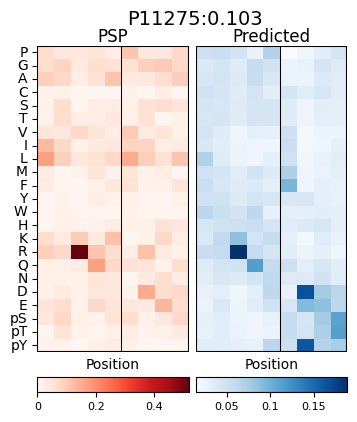 P11275:0.103
PSP Predicted
P
G
A
C
S
T
V
I
L
M
F
Y
W
H
K
R
Q
N
D
E
pS
pT
pY
Position Position
0 0.2 0.4 0.05 0.1 0.15